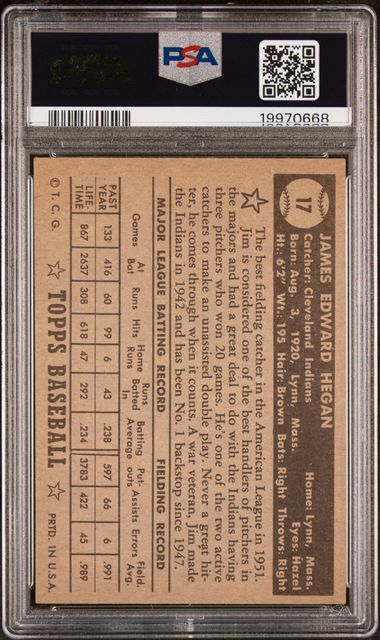 PSA
19970668
17
JAMES EDWARD HEGAN
Catcher: Cleveland Indians Home: Lynn, Mass.
Born: Aug. 3, 1920, Lynn, Mass. Eyes: Hazel
Ht.: 6'2" Wt.: 195 Hair: Brown Bats: Right Throws: Right
The best fielding catcher in the American League in 1951.
Jim is considered one of the best handlers of pitchers in
the majors and had a great deal to do with the Indians having
three pitchers who won 20 games. He's one of the two active
catchers to make an unassisted double play. Never a great hit-
ter, he comes through when it counts. A war veteran, Jim made
the Indians in 1942 and has been No. 1 backstop since 1947.
MAJOR LEAGUE BATTING RECORD FIELDING RECORD
Games At Bat Runs Hits Home Runs Runs Batted In Batting Average Put-outs Assists Errors Field. Avg.
PAST YEAR 133 416 60 99 6 43 .238 597 66 6 .991
LIFE-TIME 867 2637 308 618 47 292 .234 3783 422 45 .989
© T. C. G. TOPPS BASEBALL PRTD. IN U.S.A.